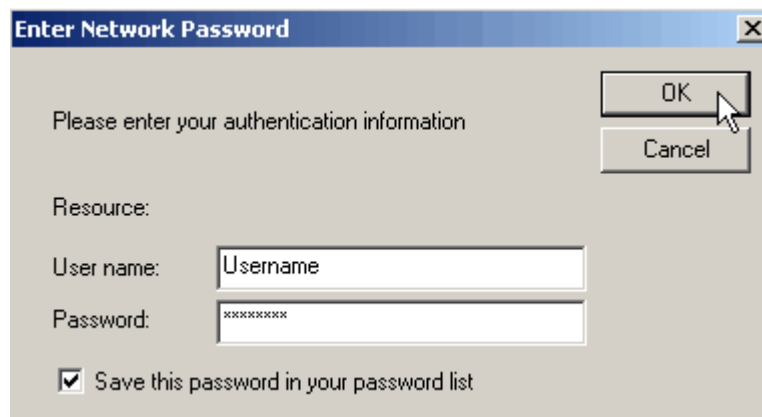 Enter Network Password
OK
Please enter your authentication information
Cancel
Resource:
User name: Username
Password: xxxxxxxx
Save this password in your password list